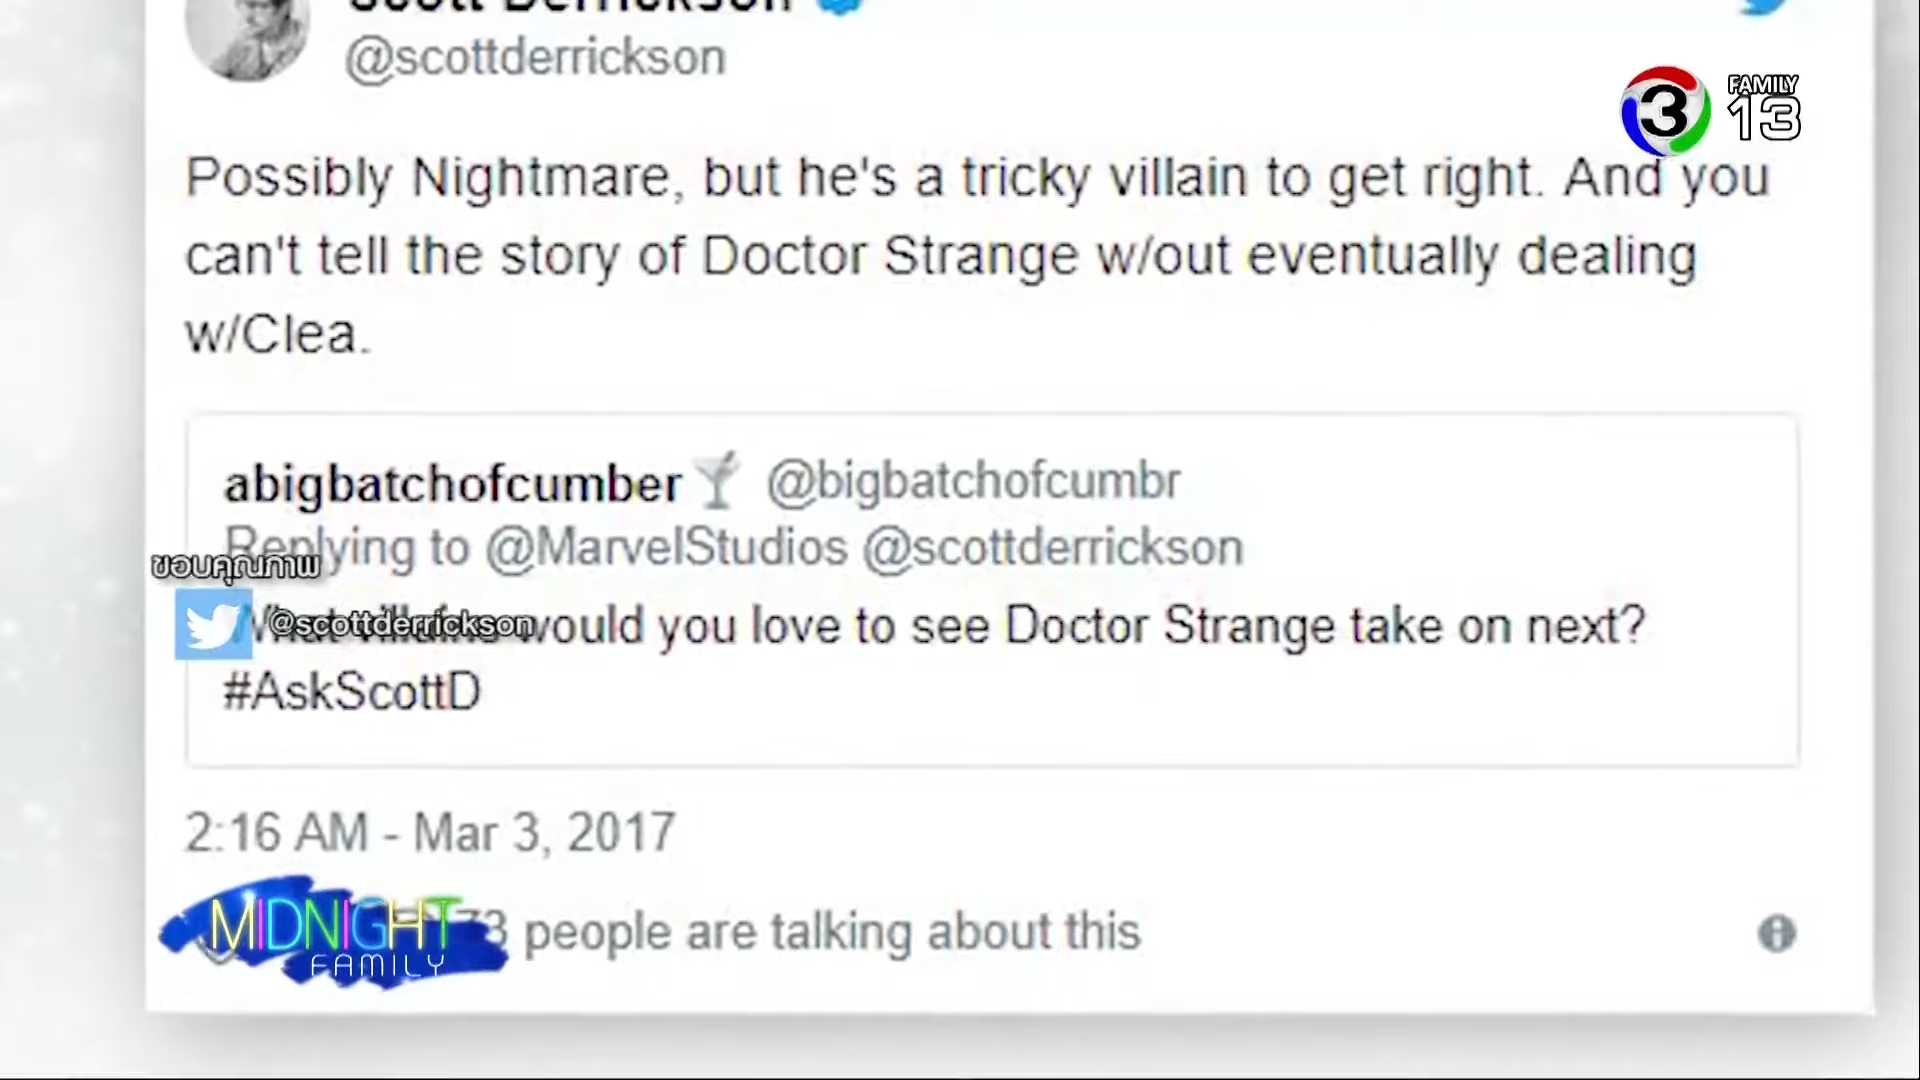 Scott Derrickson
@scottderrickson
3
FAMILY
13
Possibly Nightmare, but he's a tricky villain to get right. And you
can't tell the story of Doctor Strange w/out eventually dealing
w/Clea.
abigbatchofcumber @bigbatchofcumbr
Replying to @MarvelStudios @scottderrickson
ขอบคุณภาพ
@scottderrickson
would you love to see Doctor Strange take on next?
#AskScottD
2:16 AM - Mar 3, 2017
people are talking about this
MIDNIGHT
FAMILY